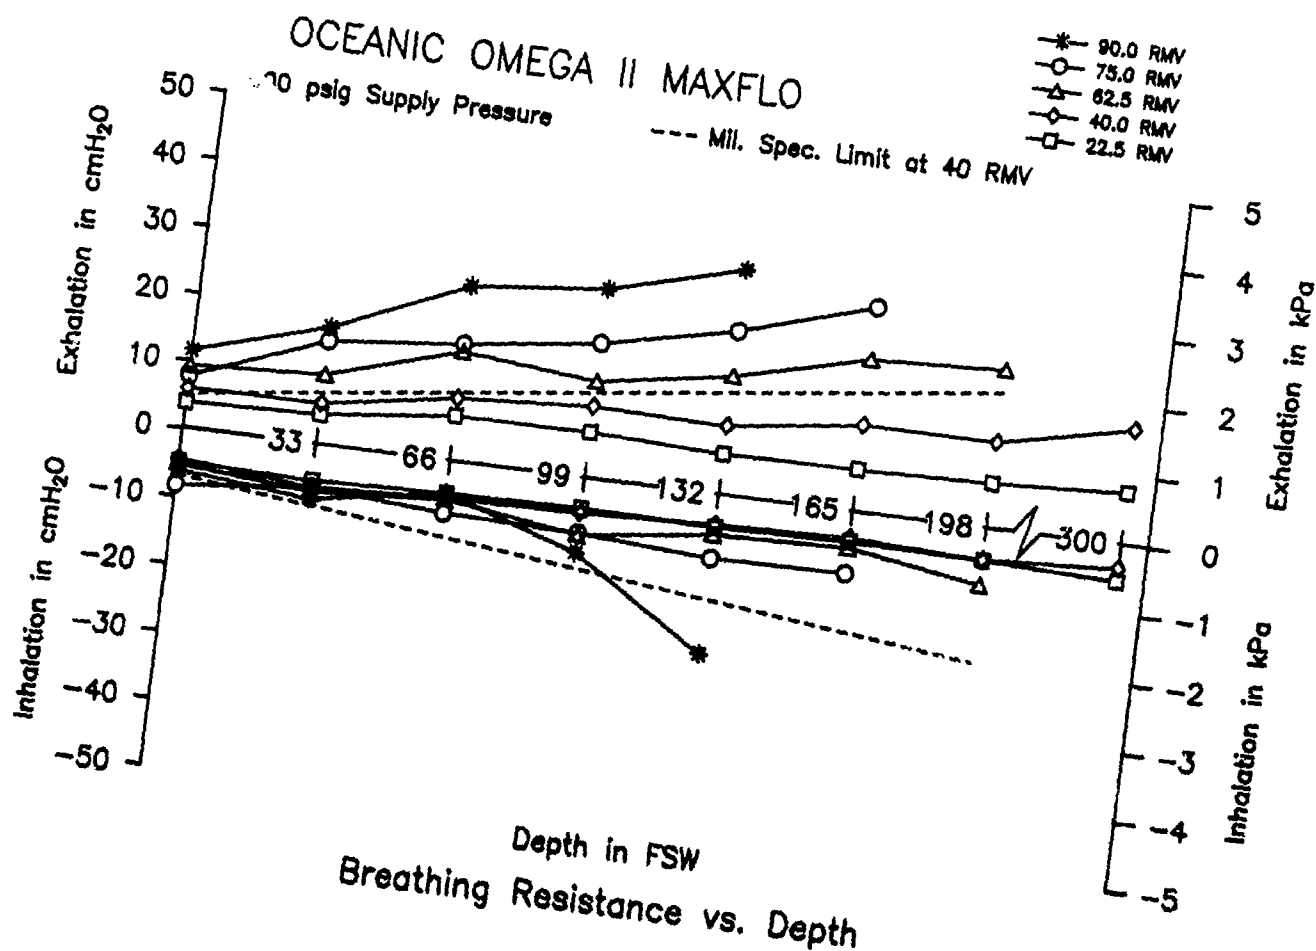 OCEANIC OMEGA II MAXFLO
psig Supply Pressure
Mil. Spec. Limit at 40 RMV
90.0 RMV
75.0 RMV
62.5 RMV
40.0 RMV
22.5 RMV
Exhalation in cmH2O
Inhalation in cmH2O
50
40
30
20
10
0
-10
-20
-30
-40
-50
33
66
99
132
165
198
300
5
4
3
2
1
0
-1
-2
-3
-4
-5
Exhalation in kPa
Inhalation in kPa
Depth in FSW
Breathing Resistance vs. Depth